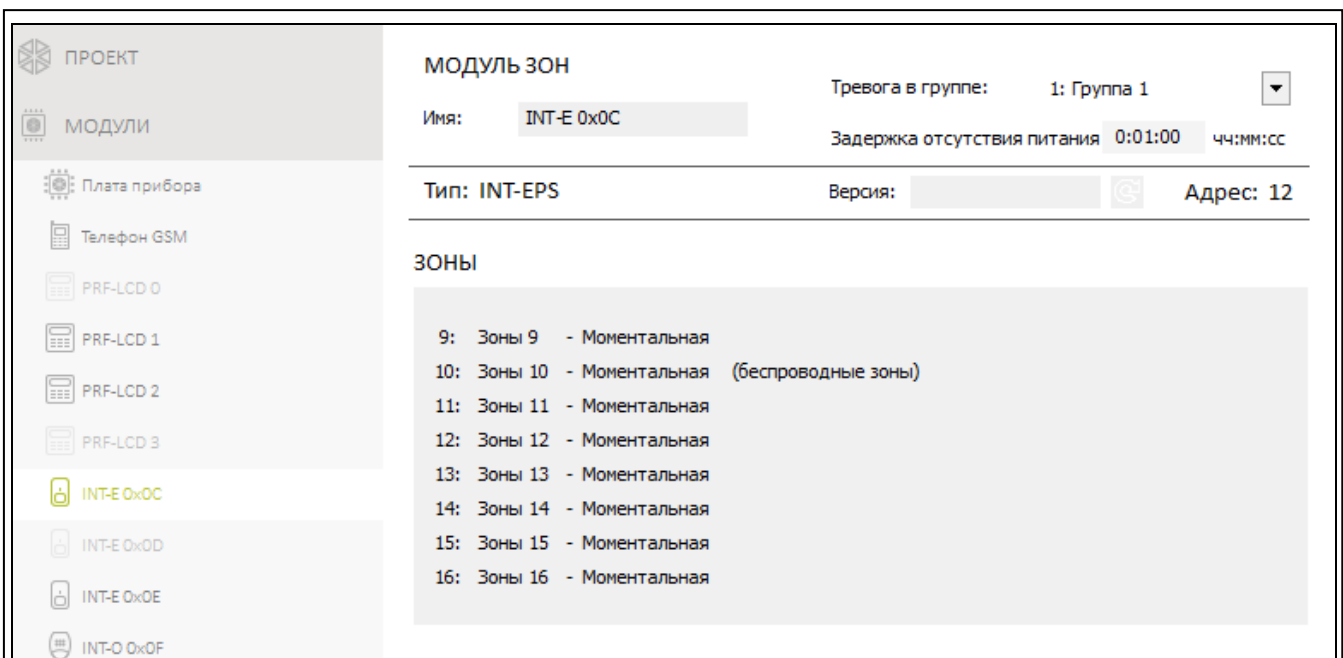 ПРОЕКТ
МОДУЛИ
Плата прибора
Телефон GSM
PRF-LCD 0
PRF-LCD 1
PRF-LCD 2
PRF-LCD 3
INT-E 0x0C
INT-E 0x0D
INT-E 0x0E
INT-O 0x0F
МОДУЛЬ ЗОН
Имя: INT-E 0x0C
Тревога в группе: 1: Группа 1
Задержка отсутствия питания 0:01:00 чч:мм:сс
Тип: INT-EPS Версия: Адрес: 12
ЗОНЫ
9: Зоны 9 - Моментальная
10: Зоны 10 - Моментальная (беспроводные зоны)
11: Зоны 11 - Моментальная
12: Зоны 12 - Моментальная
13: Зоны 13 - Моментальная
14: Зоны 14 - Моментальная
15: Зоны 15 - Моментальная
16: Зоны 16 - Моментальная